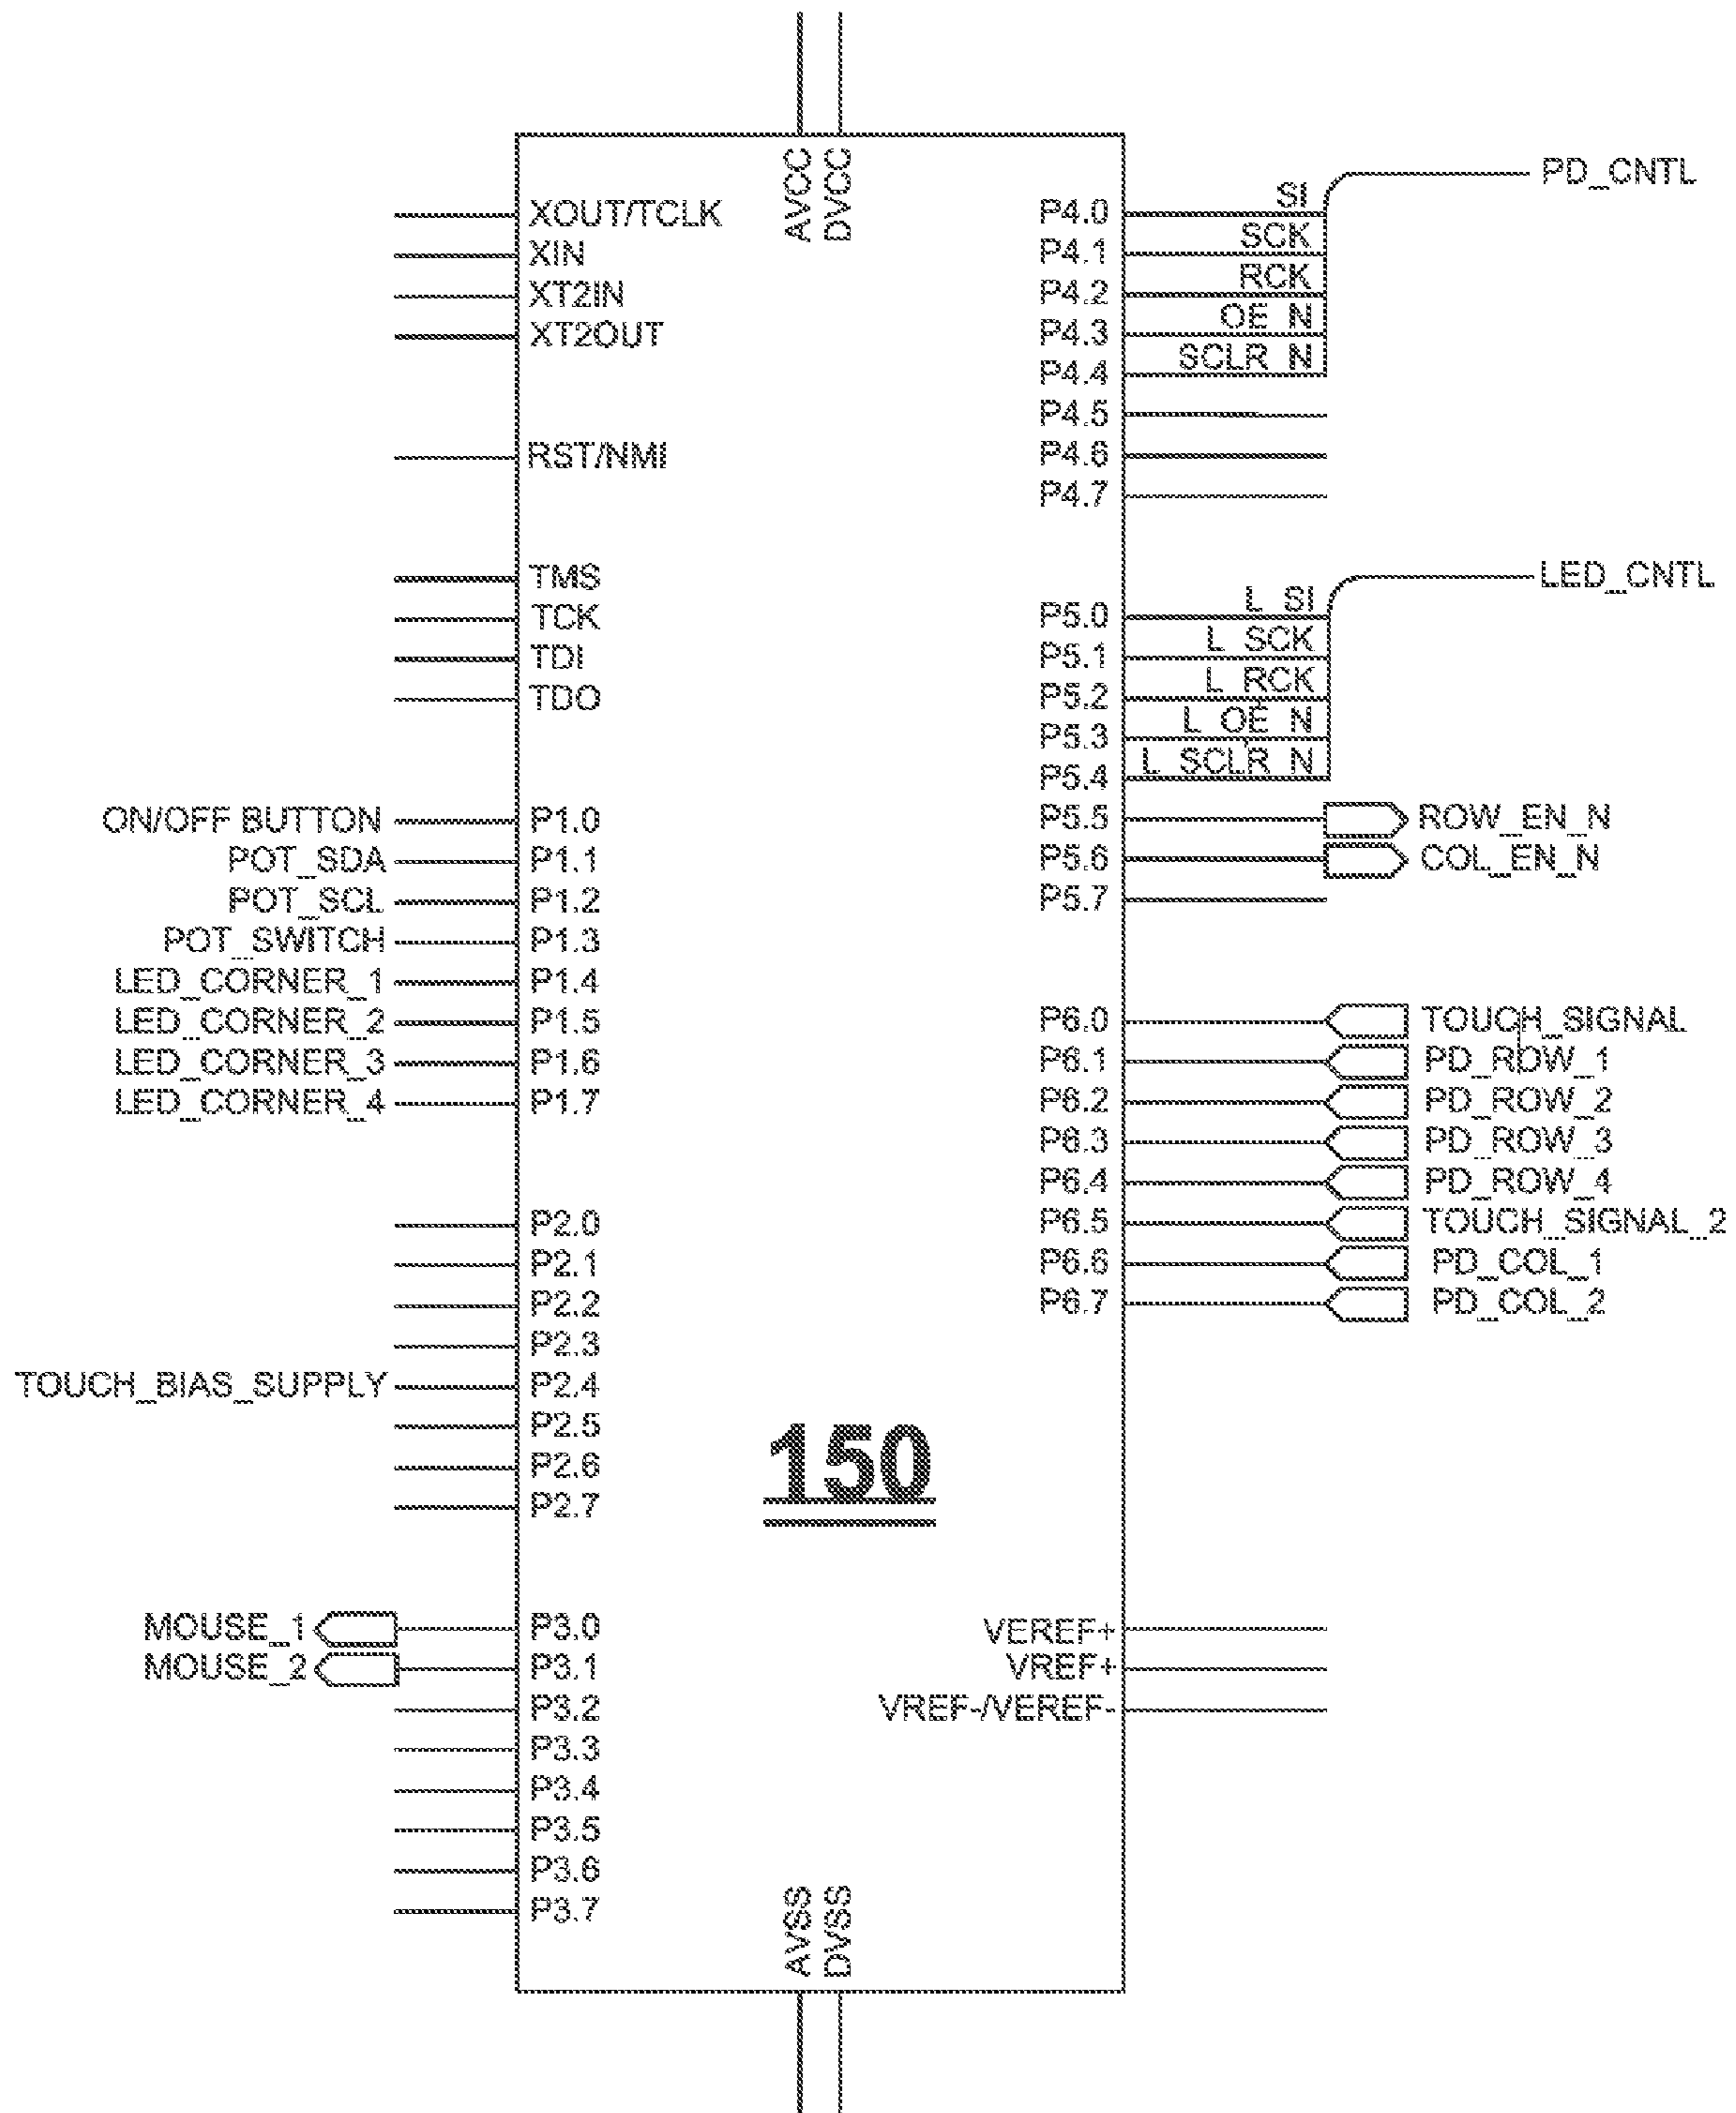 AVCC
DVCC
XOUT/TCLK
XIN
XT2IN
XT2OUT
RST/NMI
TMS
TCK
TDI
TDO
ON/OFF BUTTON P1.0
POT_SDA P1.1
POT_SCL P1.2
POT_SWITCH P1.3
LED_CORNER_1 P1.4
LED_CORNER_2 P1.5
LED_CORNER_3 P1.6
LED_CORNER_4 P1.7
P2.0
P2.1
P2.2
P2.3
TOUCH_BIAS_SUPPLY P2.4
P2.5
P2.6
P2.7
MOUSE_1 P3.0
MOUSE_2 P3.1
P3.2
P3.3
P3.4
P3.5
P3.6
P3.7
150
PD_CNTL
P4.0 SI
P4.1 SCK
P4.2 RCK
P4.3 OE_N
P4.4 SCLR_N
P4.5
P4.6
P4.7
LED_CNTL
P5.0 L_SI
P5.1 L_SCK
P5.2 L_RCK
P5.3 L_OE_N
P5.4 L_SCLR_N
P5.5 ROW_EN_N
P5.6 COL_EN_N
P5.7
P6.0 TOUCH_SIGNAL
P6.1 PD_ROW_1
P6.2 PD_ROW_2
P6.3 PD_ROW_3
P6.4 PD_ROW_4
P6.5 TOUCH_SIGNAL_2
P6.6 PD_COL_1
P6.7 PD_COL_2
VEREF+
VREF+
VREF-/VEREF-
AVSS
DVSS